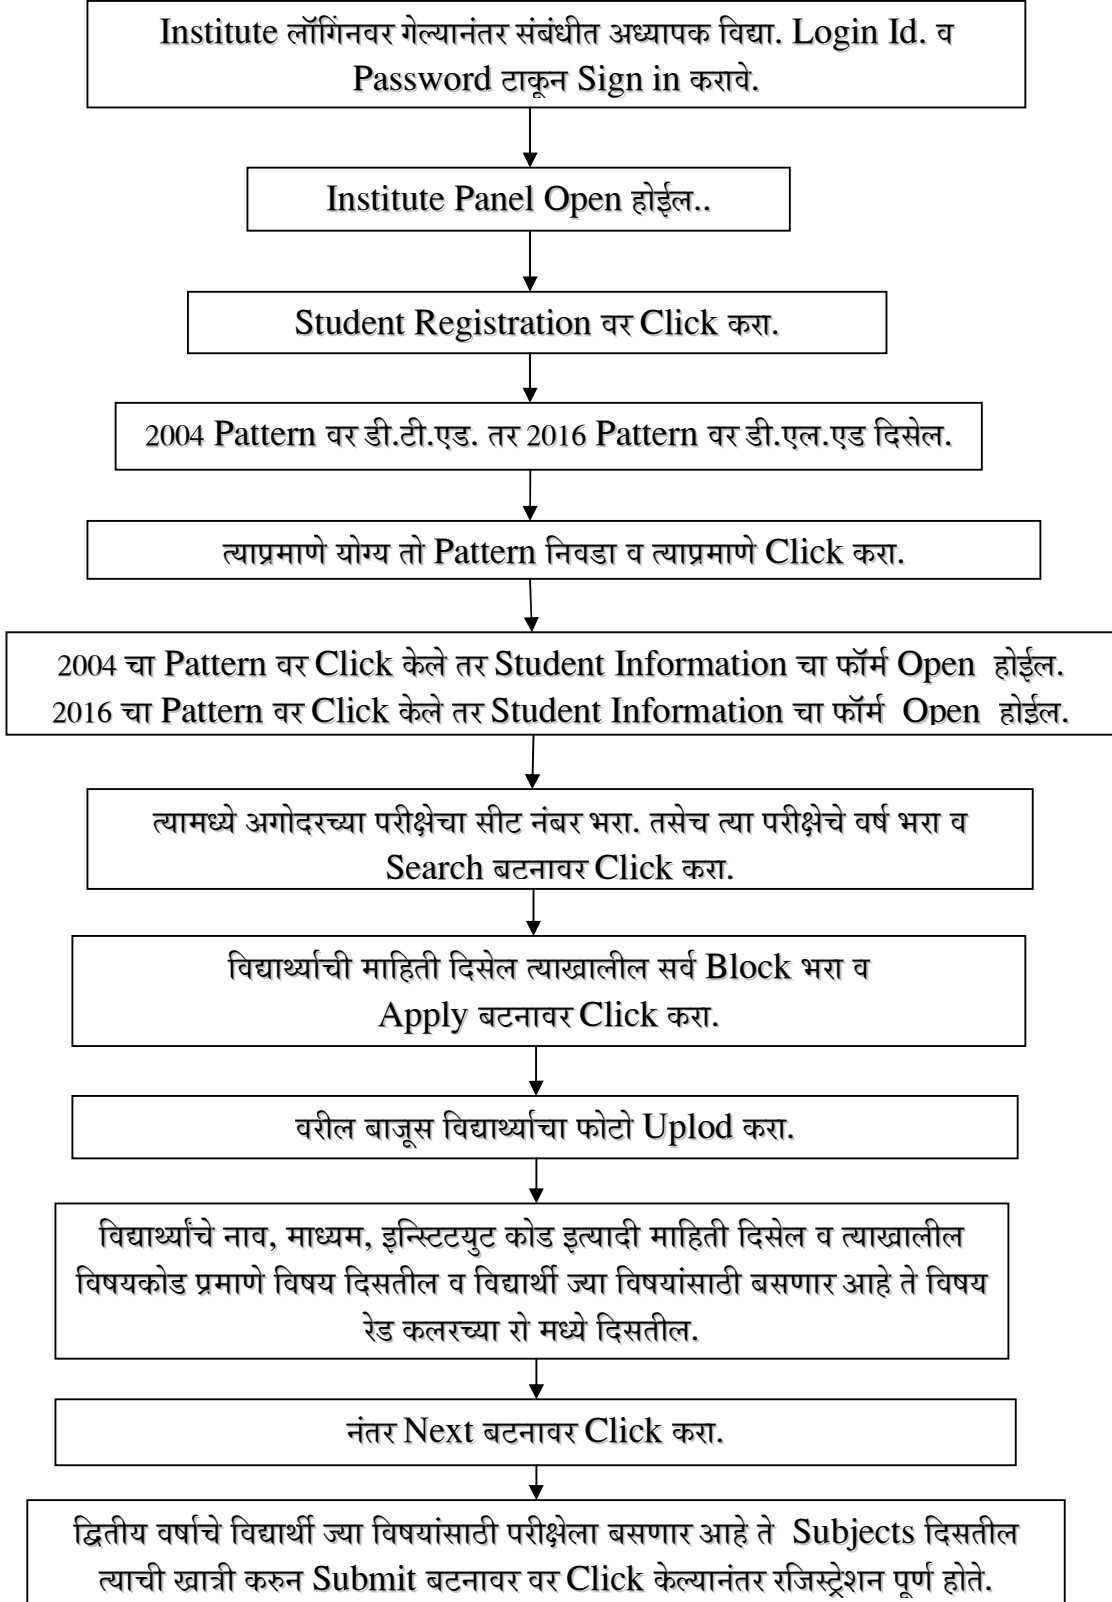 Institute लॉगिंनवर गेल्यानंतर संबंधीत अध्यापक विद्या. Login Id. व
Password टाकून Sign in करावे.
Institute Panel Open होईल..
Student Registration वर Click करा.
2004 Pattern वर डी.टी.एड. तर 2016 Pattern वर डी.एल.एड दिसेल.
त्याप्रमाणे योग्य तो Pattern निवडा व त्याप्रमाणे Click करा.
2004 चा Pattern वर Click केले तर Student Information चा फॉर्म Open होईल.
2016 चा Pattern वर Click केले तर Student Information चा फॉर्म Open होईल.
त्यामध्ये अगोदरच्या परीक्षेचा सीट नंबर भरा. तसेच त्या परीक्षेचे वर्ष भरा व
Search बटनावर Click करा.
विद्यार्थ्याची माहिती दिसेल त्याखालील सर्व Block भरा व
Apply बटनावर Click करा.
वरील बाजूस विद्यार्थ्याचा फोटो Uplod करा.
विद्यार्थ्यांचे नाव, माध्यम, इन्स्टिटयुट कोड इत्यादी माहिती दिसेल व त्याखालील
विषयकोड प्रमाणे विषय दिसतील व विद्यार्थी ज्या विषयांसाठी बसणार आहे ते विषय
रेड कलरच्या रो मध्ये दिसतील.
नंतर Next बटनावर Click करा.
द्वितीय वर्षाचे विद्यार्थी ज्या विषयांसाठी परीक्षेला बसणार आहे ते Subjects दिसतील
त्याची खात्री करुन Submit बटनावर वर Click केल्यानंतर रजिस्ट्रेशन पूर्ण होते.